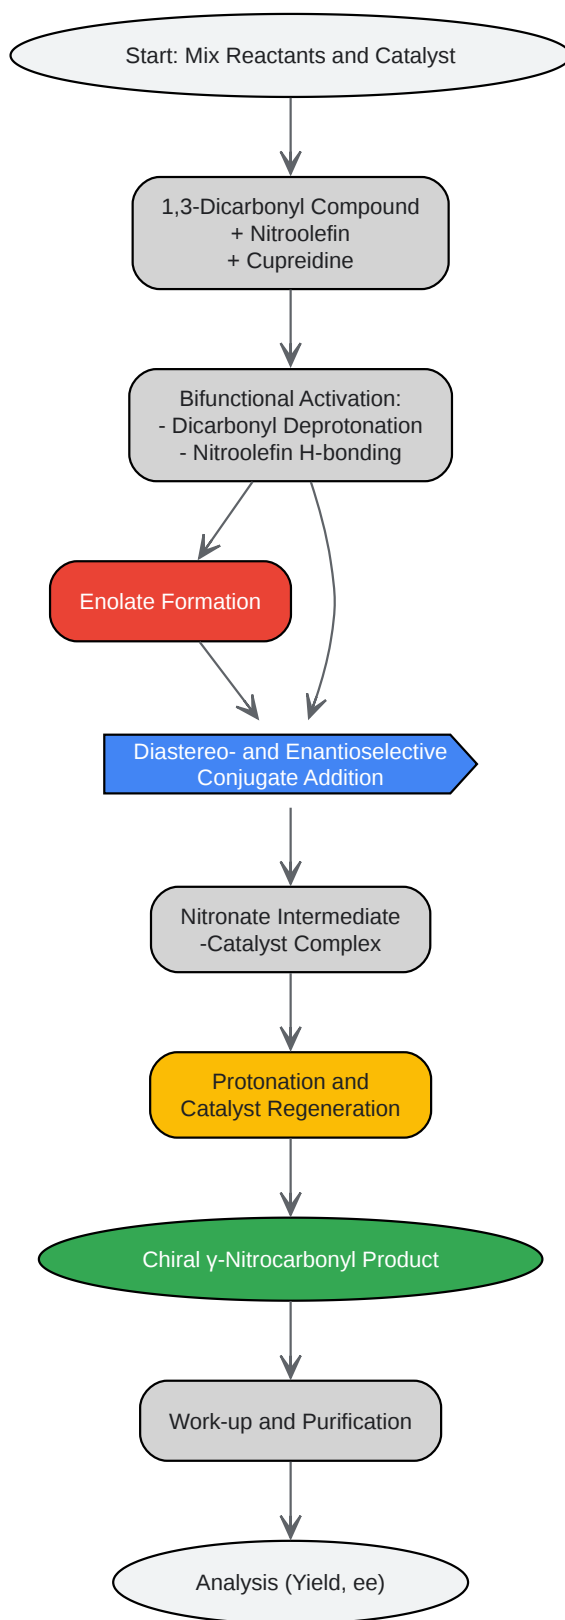 Start: Mix Reactants and Catalyst
1,3-Dicarbonyl Compound
+ Nitroolefin
+ Cupreidine
Bifunctional Activation:
- Dicarbonyl Deprotonation
- Nitroolefin H-bonding
Enolate Formation
Diastereo- and Enantioselective
Conjugate Addition
Nitronate Intermediate
-Catalyst Complex
Protonation and
Catalyst Regeneration
Chiral γ-Nitrocarbonyl Product
Work-up and Purification
Analysis (Yield, ee)